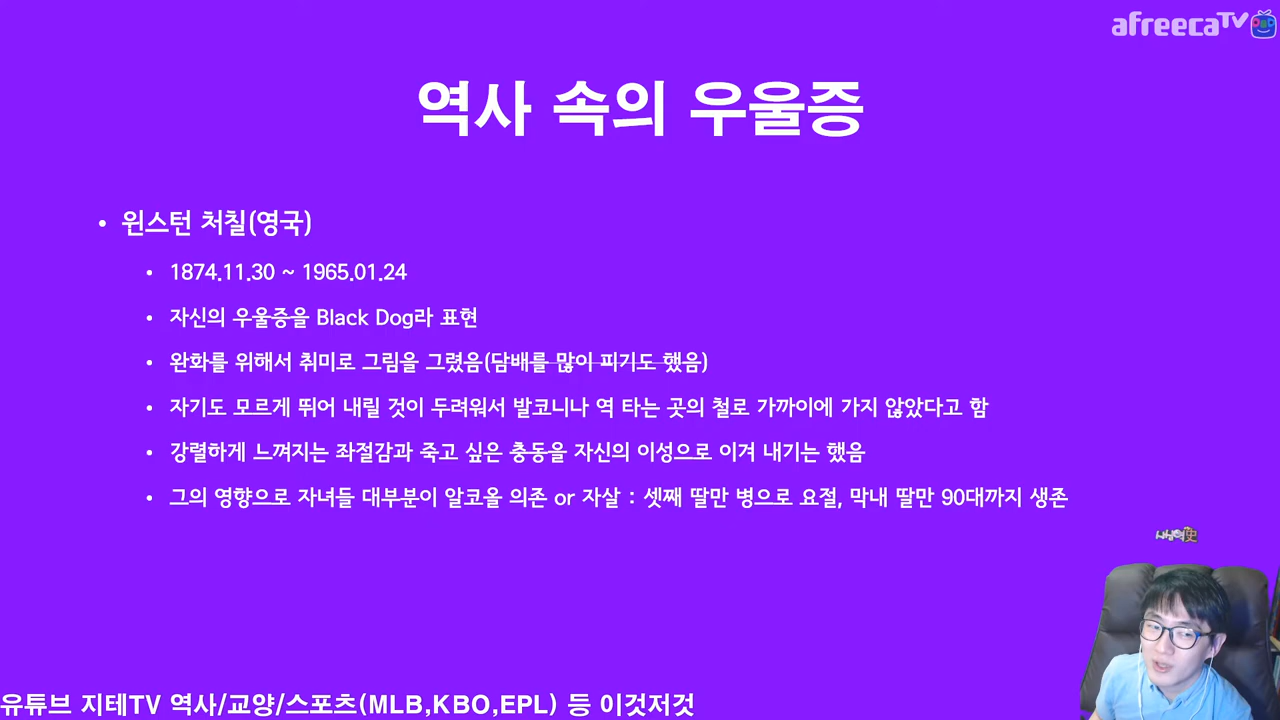 afreecaTV
역사 속의 우울증
• 윈스턴 처칠(영국)
• 1874.11.30 ~ 1965.01.24
• 자신의 우울증을 Black Dog라 표현
• 완화를 위해서 취미로 그림을 그렸음(담배를 많이 피기도 했음)
• 자기도 모르게 뛰어 내릴 것이 두려워서 발코니나 역 타는 곳의 철로 가까이에 가지 않았다고 함
• 강렬하게 느껴지는 좌절감과 죽고 싶은 충동을 자신의 이성으로 이겨 내기는 했음
• 그의 영향으로 자녀들 대부분이 알코올 의존 or 자살 : 셋째 딸만 병으로 요절, 막내 딸만 90대까지 생존
유튜브 지테TV 역사/교양/스포츠(MLB,KBO,EPL) 등 이것저것